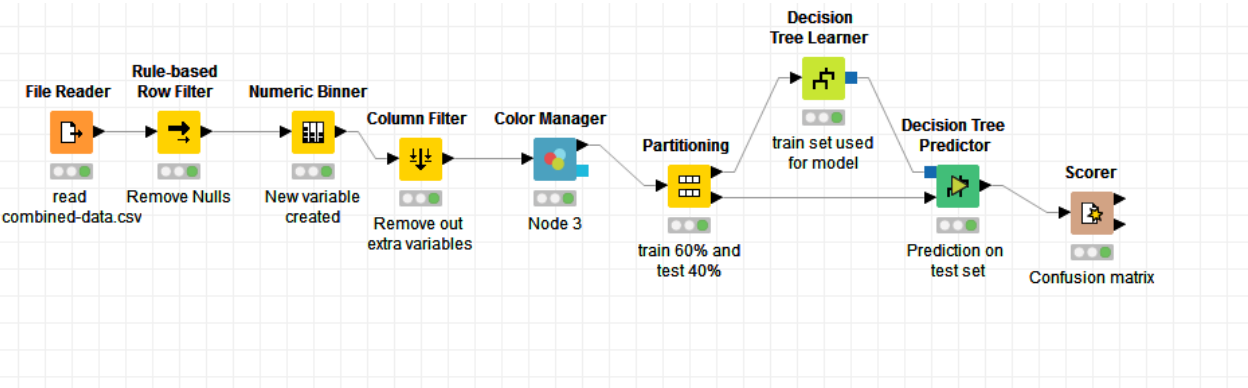 File Reader
read
combined-data.csv
Rule-based
Row Filter
Remove Nulls
Numeric Binner
New variable
created
Column Filter
Remove out
extra variables
Color Manager
Node 3
Partitioning
train 60% and
test 40%
Decision
Tree Learner
train set used
for model
Decision Tree
Predictor
Prediction on
test set
Scorer
Confusion matrix